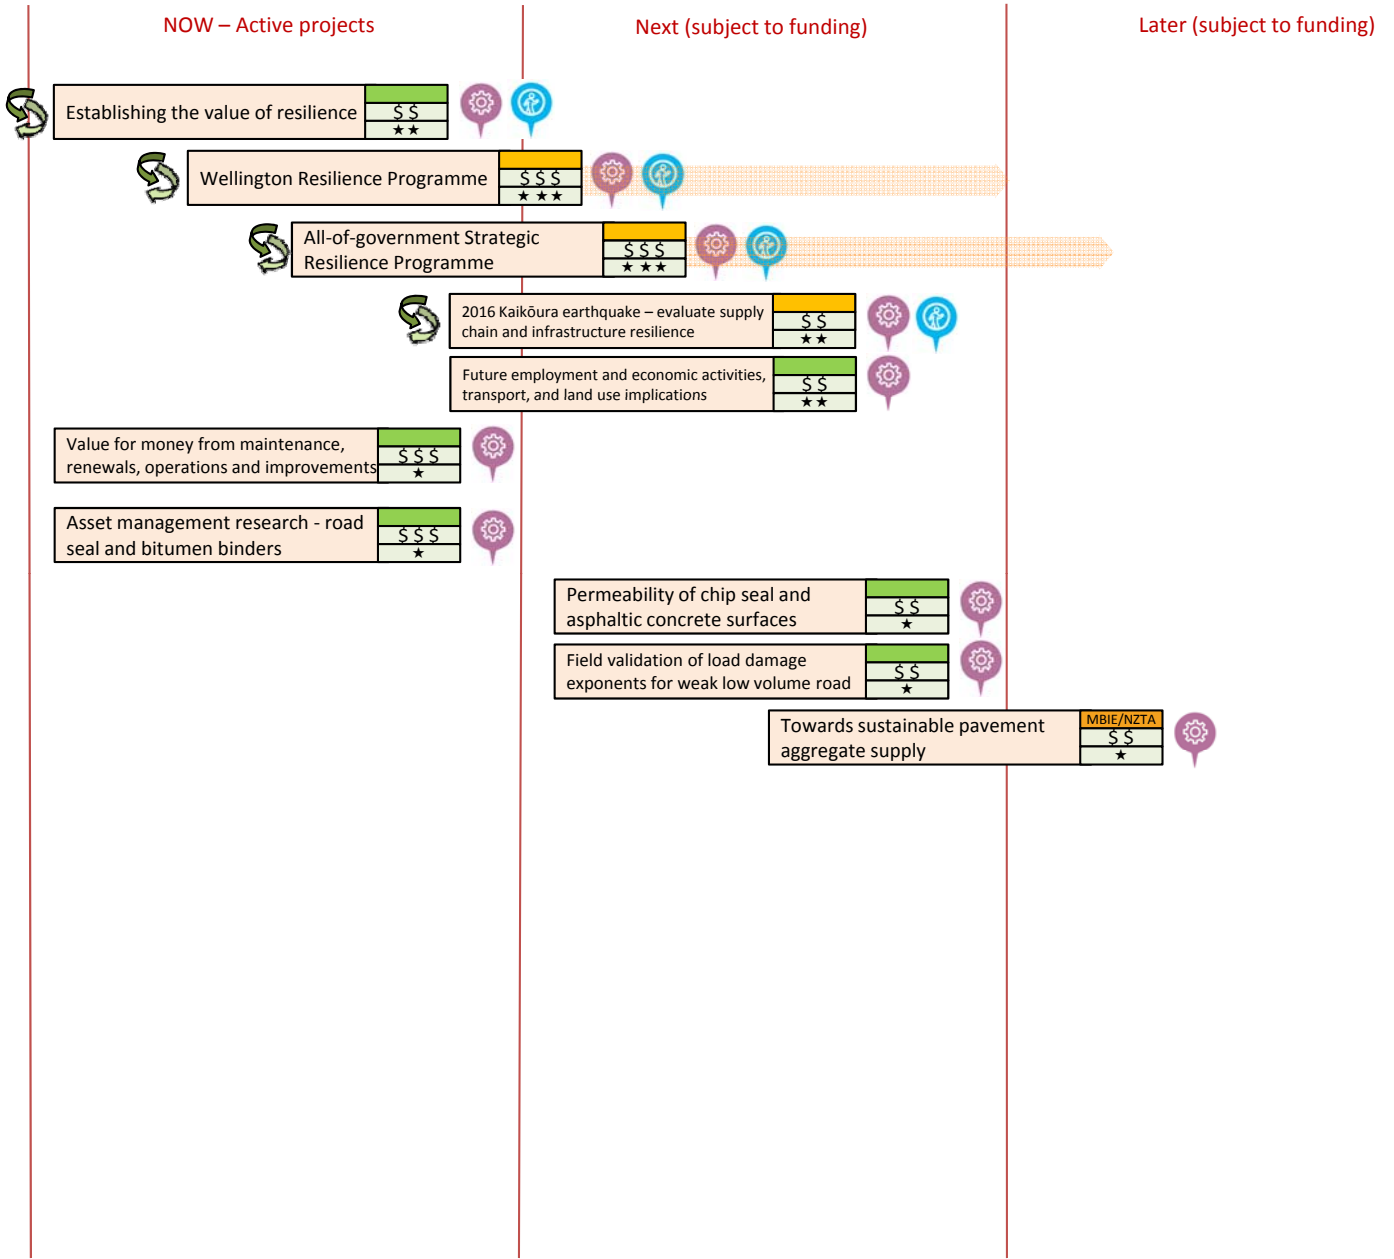 NOW – Active projects
Next (subject to funding)
Later (subject to funding)
Establishing the value of resilience
$ $
★ ★
Wellington Resilience Programme
$ $ $
★ ★ ★
All-of-government Strategic
Resilience Programme
$ $ $
★ ★ ★
2016 Kaikōura earthquake – evaluate supply
chain and infrastructure resilience
$ $
★ ★
Future employment and economic activities,
transport, and land use implications
$ $
★ ★
Value for money from maintenance,
renewals, operations and improvements
$ $ $
★
Asset management research - road
seal and bitumen binders
$ $ $
★
Permeability of chip seal and
asphaltic concrete surfaces
$ $
★
Field validation of load damage
exponents for weak low volume road
$ $
★
Towards sustainable pavement
aggregate supply
MBIE/NZTA
$ $
★